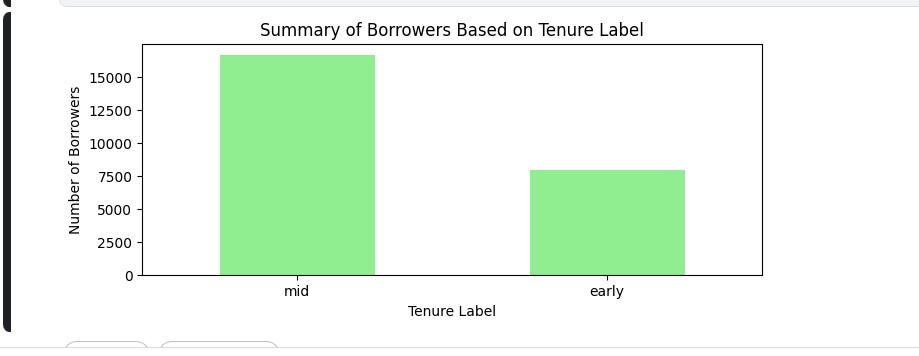 Summary of Borrowers Based on Tenure Label
Number of Borrowers
15000
12500
10000
7500
5000
2500
0
mid early
Tenure Label